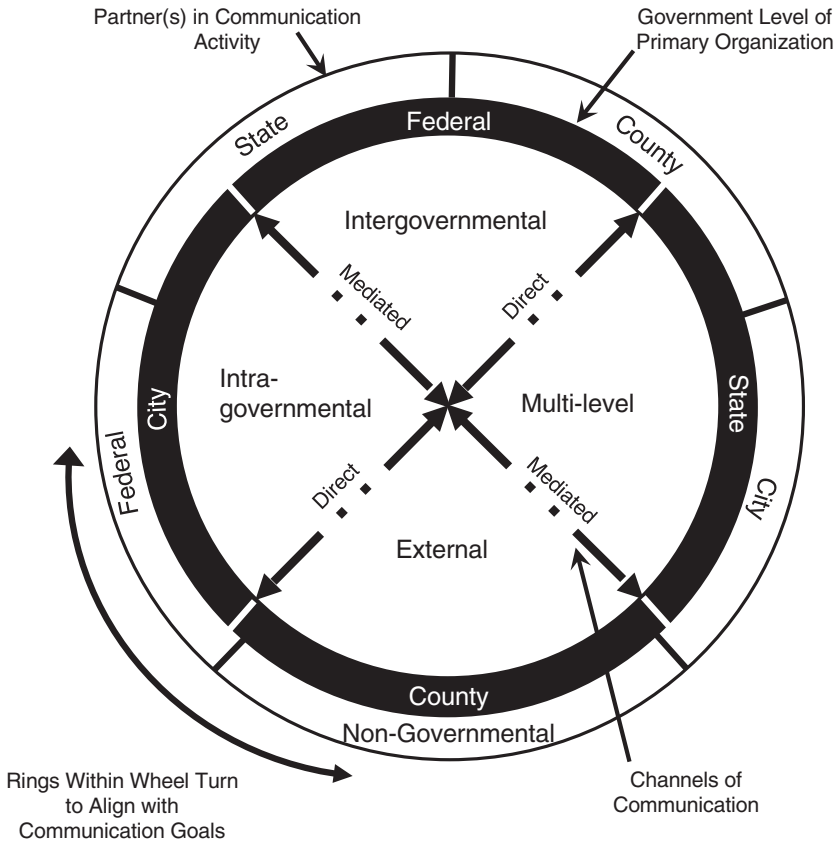 Partner(s) in Communication
Activity
Government Level of
Primary Organization
State
Federal
County
Intergovernmental
Mediated
Direct
Intra-
governmental
Multi-level
City
State
Federal
City
Direct
Mediated
External
County
Non-Governmental
Rings Within Wheel Turn
to Align with
Communication Goals
Channels of
Communication